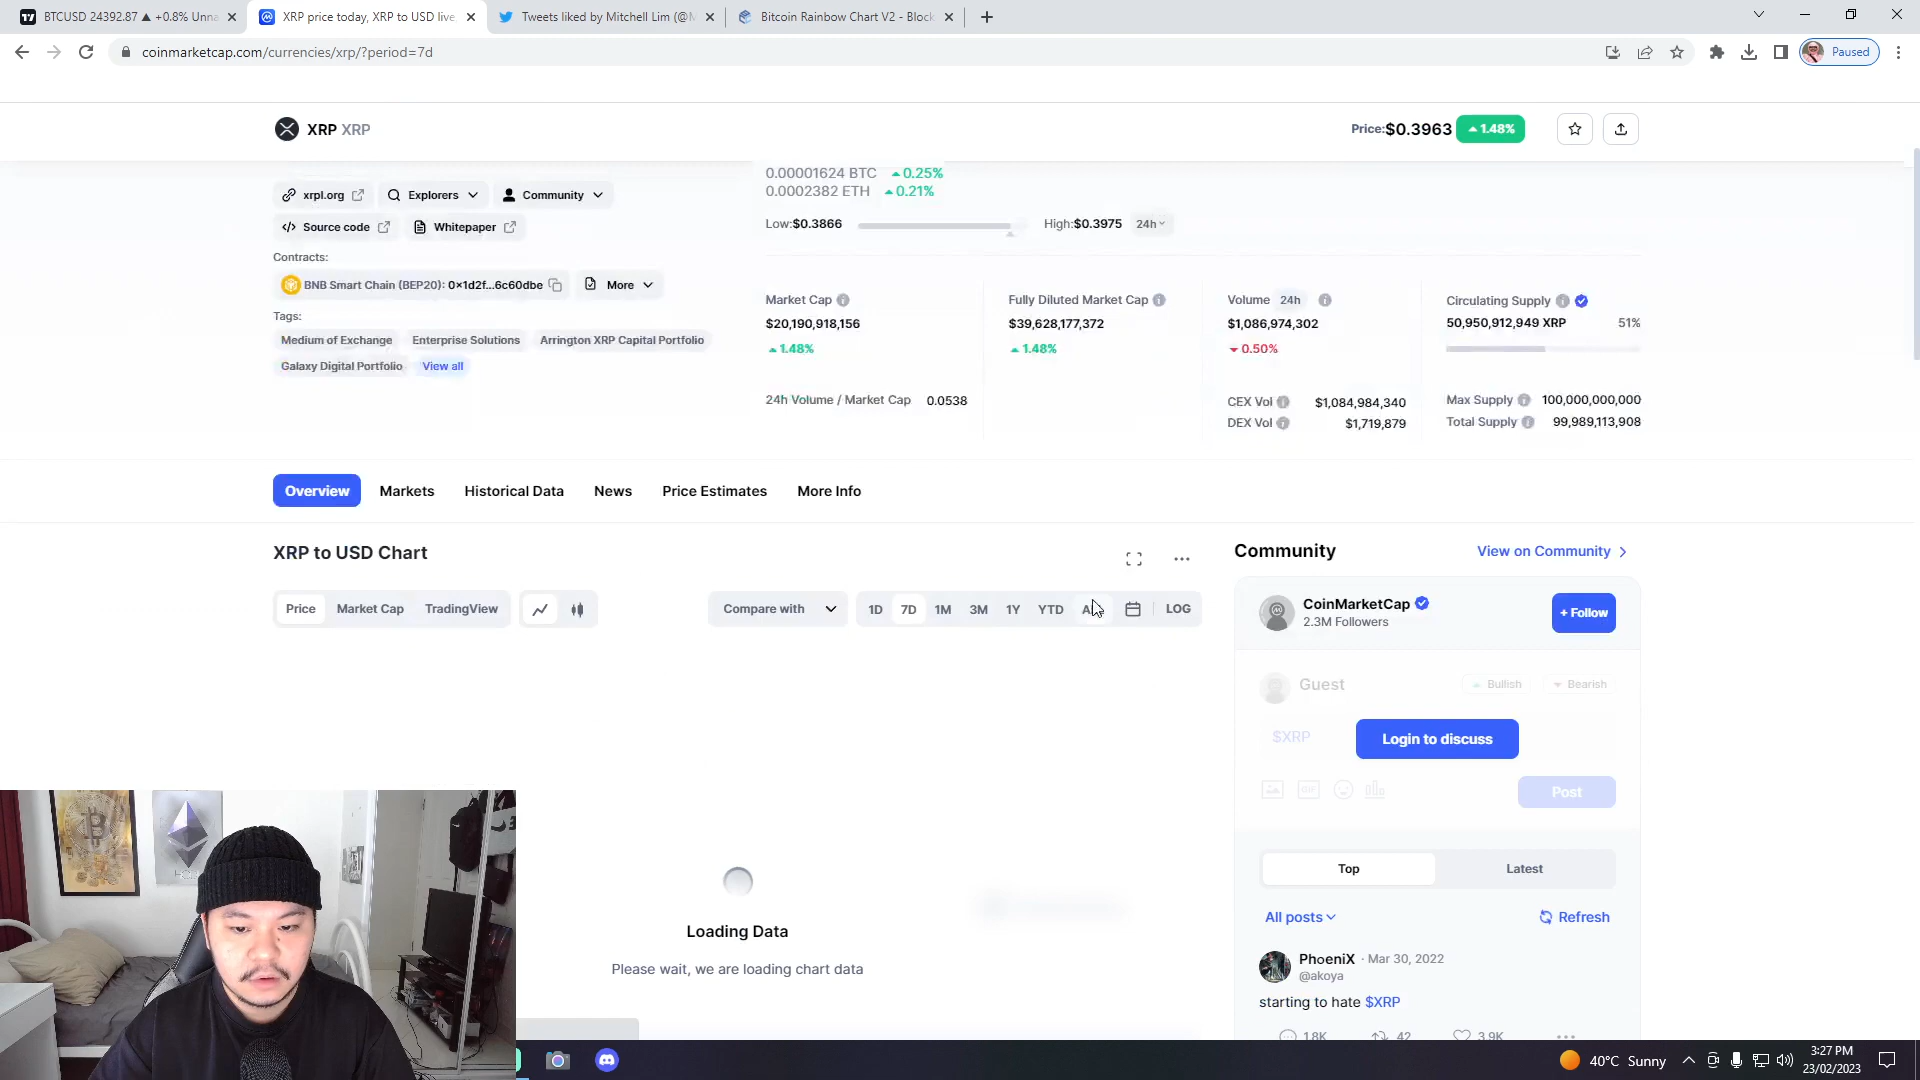 BTCUSD 24392.87 ▲ +0.8% Unna
XRP price today, XRP to USD live,
Tweets liked by Mitchell Lim (@M
Bitcoin Rainbow Chart V2 - Block
coinmarketcap.com/currencies/xrp/?period=7d
Paused
XRP XRP
Price:$0.3963
1.48%
xrpl.org
Explorers
Community
Source code
Whitepaper
Contracts:
BNB Smart Chain (BEP20): 0x1d2f...6c60dbe
More
Tags:
Medium of Exchange
Enterprise Solutions
Arrington XRP Capital Portfolio
Galaxy Digital Portfolio
View all
0.00001624 BTC 0.25%
0.0002382 ETH 0.21%
Low:$0.3866
High:$0.3975
24h
Market Cap
$20,190,918,156
1.48%
24h Volume / Market Cap 0.0538
Fully Diluted Market Cap
$39,628,177,372
1.48%
Volume 24h
$1,086,974,302
0.50%
CEX Vol $1,084,984,340
DEX Vol $1,719,879
Circulating Supply
50,950,912,949 XRP 51%
Max Supply 100,000,000,000
Total Supply 99,989,113,908
Overview
Markets
Historical Data
News
Price Estimates
More Info
XRP to USD Chart
Price
Market Cap
TradingView
Compare with
1D
7D
1M
3M
1Y
YTD
LOG
Loading Data
Please wait, we are loading chart data
Community
View on Community
CoinMarketCap
2.3M Followers
+ Follow
Guest
Bullish
Bearish
$XRP
Login to discuss
GIF
Post
Top
Latest
All posts
Refresh
PhoeniX · Mar 30, 2022
@akoya
starting to hate $XRP
1.8K
42
3.9K
40°C Sunny
3:27 PM
23/02/2023